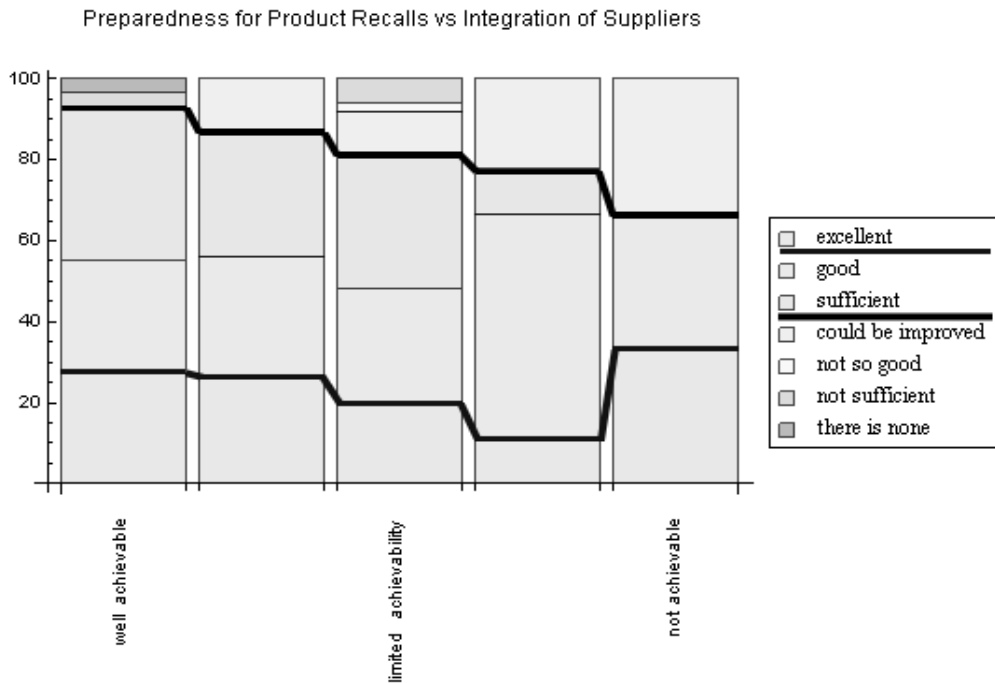 Preparedness for Product Recalls vs Integration of Suppliers
100
80
60
40
20
well achievable
limited achievability
not achievable
excellent
good
sufficient
could be improved
not so good
not sufficient
there is none